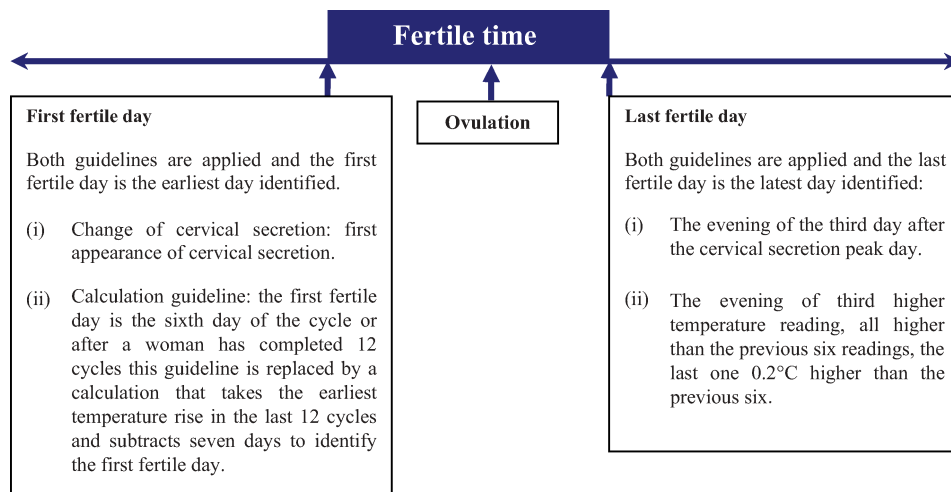 Fertile time
First fertile day
Both guidelines are applied and the first
fertile day is the earliest day identified.
(i) Change of cervical secretion: first
appearance of cervical secretion.
(ii) Calculation guideline: the first fertile
day is the sixth day of the cycle or
after a woman has completed 12
cycles this guideline is replaced by a
calculation that takes the earliest
temperature rise in the last 12 cycles
and subtracts seven days to identify
the first fertile day.
Ovulation
Last fertile day
Both guidelines are applied and the last
fertile day is the latest day identified:
(i) The evening of the third day after
the cervical secretion peak day.
(ii) The evening of third higher
temperature reading, all higher
than the previous six readings, the
last one 0.2°C higher than the
previous six.